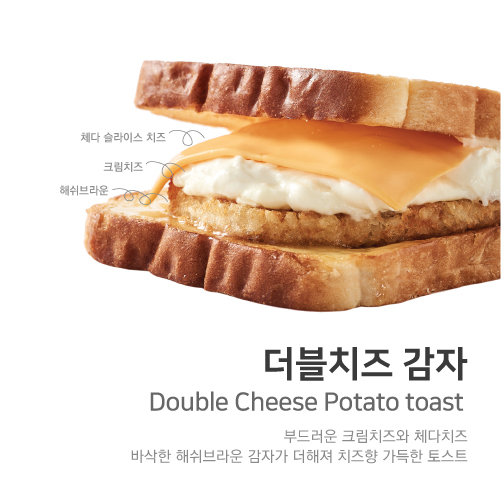 체다 슬라이스 치즈
크림치즈
해쉬브라운
더블치즈 감자
Double Cheese Potato toast
부드러운 크림치즈와 체다치즈
바삭한 해쉬브라운 감자가 더해져 치즈향 가득한 토스트